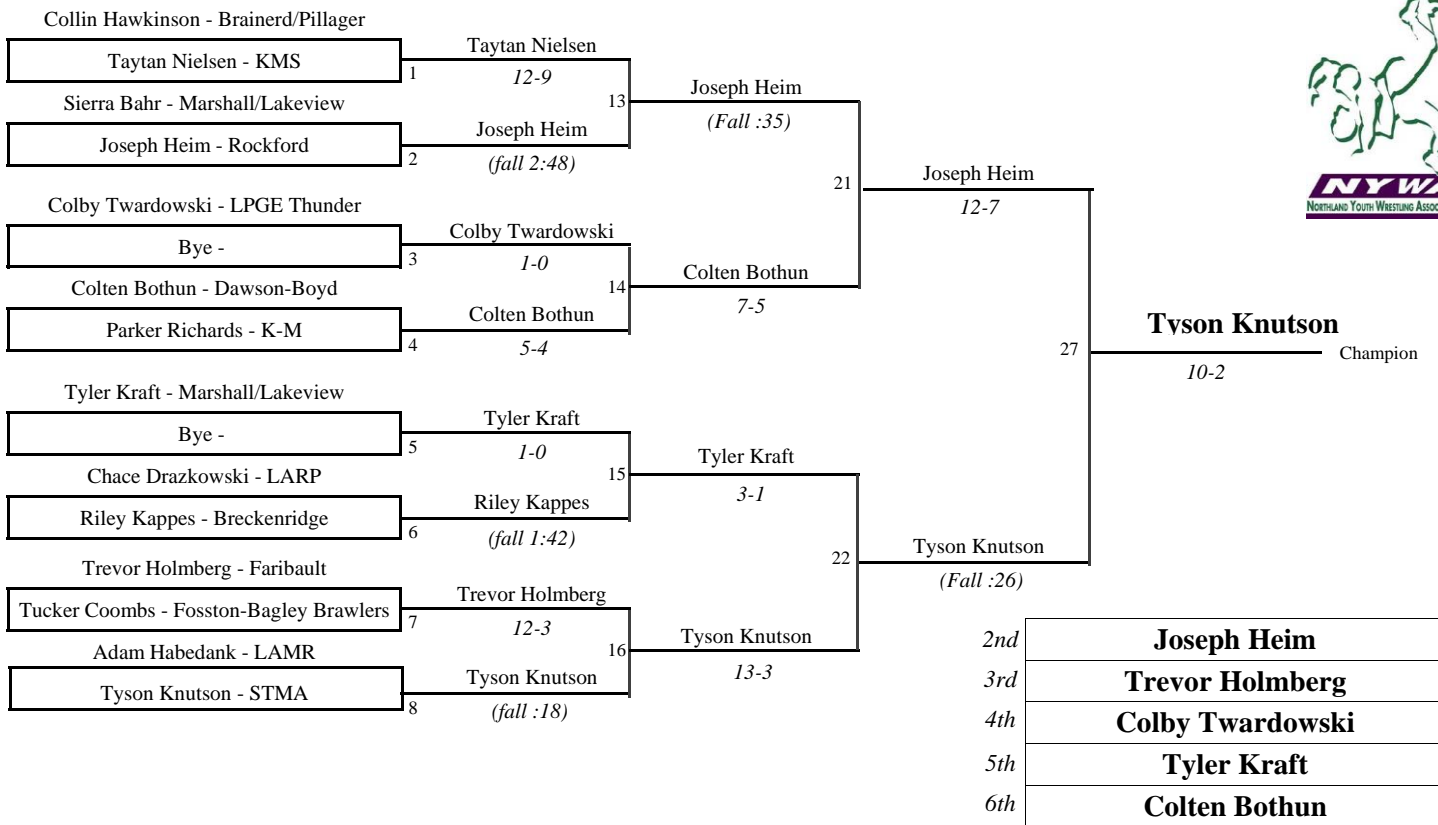 Collin Hawkinson - Brainerd/Pillager
Taytan Nielsen - KMS
1
Sierra Bahr - Marshall/Lakeview
Joseph Heim - Rockford
2
Colby Twardowski - LPGE Thunder
Bye -
3
Colten Bothun - Dawson-Boyd
Parker Richards - K-M
4
Tyler Kraft - Marshall/Lakeview
Bye -
5
Chace Drazkowski - LARP
Riley Kappes - Breckenridge
6
Trevor Holmberg - Faribault
Tucker Coombs - Fosston-Bagley Brawlers
7
Adam Habedank - LAMR
Tyson Knutson - STMA
8
Taytan Nielsen
12-9
13
Joseph Heim
(fall 2:48)
Colby Twardowski
1-0
14
Colten Bothun
5-4
Tyler Kraft
1-0
15
Riley Kappes
(fall 1:42)
Trevor Holmberg
12-3
16
Tyson Knutson
(fall :18)
Joseph Heim
(Fall :35)
21
Colten Bothun
7-5
Tyler Kraft
3-1
22
Tyson Knutson
13-3
Joseph Heim
12-7
27
Tyson Knutson
(Fall :26)
Tyson Knutson
Champion
10-2
NYWA
NORTHLAND YOUTH WRESTLING ASSOC
2nd Joseph Heim
3rd Trevor Holmberg
4th Colby Twardowski
5th Tyler Kraft
6th Colten Bothun